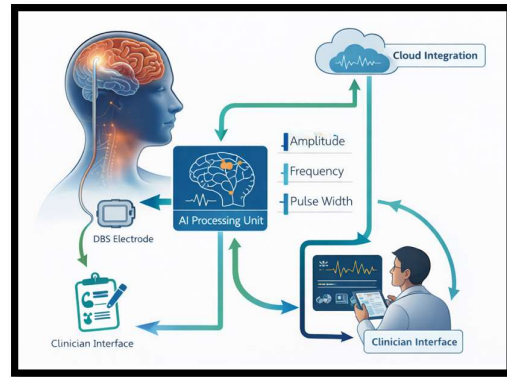 Cloud Integration
Amplitude
Frequency
Pulse Width
AI Processing Unit
DBS Electrode
Clinician Interface
Clinician Interface